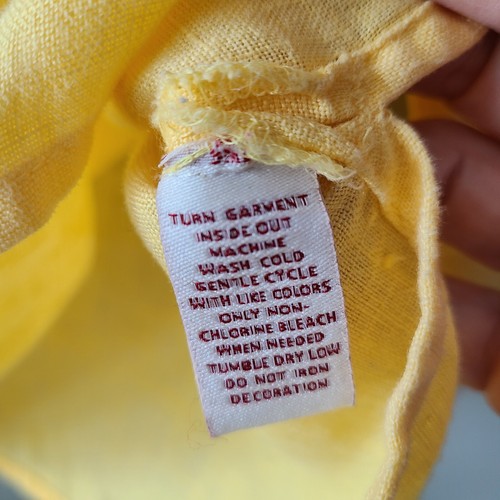 TURN GARMENT
INSIDE OUT
MACHINE
WASH COLD
GENTLE CYCLE
WITH LIKE COLORS
ONLY NON-
CHLORINE BLEACH
WHEN NEEDED
TUMBLE DRY LOW
DO NOT IRON
DECORATION